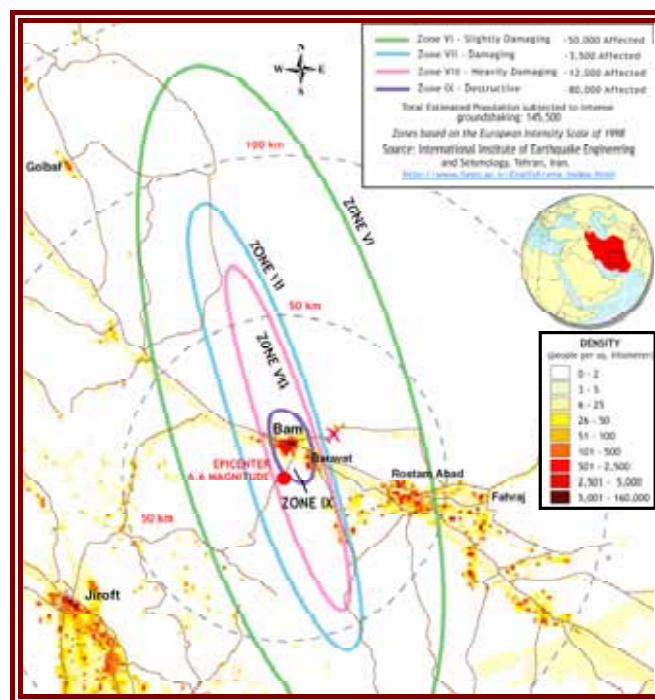 Zone VI - Slightly Damaging -50,000 Affected
Zone VII - Damaging -3,500 Affected
Zone VIII - Heavily Damaging -12,000 Affected
Zone IX - Destructive -80,000 Affected
Total Estimated Population subjected to intense
groundshaking: 145,500
Zones based on the European Intensity Scale of 1998
Source: International Institute of Earthquake Engineering
and Seismology, Tehran, Iran.
N
W E
S
100 km
Golbaf
ZONE VI
ZONE VII
50 km
ZONE VIII
DENSITY
(people per sq. kilometer)
0 - 2
3 - 5
6 - 25
26 - 50
51 - 100
101 - 500
501 - 2,500
2,501 - 5,000
5,001 - 160,000
Bam
Baravat
EPICENTER
6.6 MAGNITUDE
Rostam Abad
ZONE IX
Fahraj
50 km
Jiroft